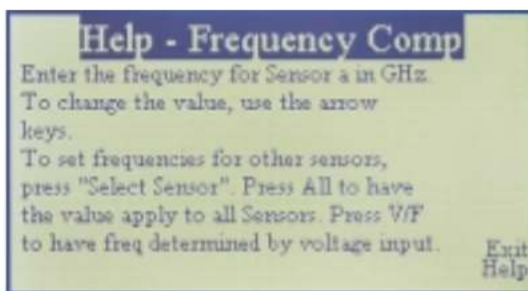 Help - Frequency Comp
Enter the frequency for Sensor a in GHz.
To change the value, use the arrow
keys.
To set frequencies for other sensors,
press "Select Sensor". Press All to have
the value apply to all Sensors. Press V/F
to have freq determined by voltage input.
Exit
Help